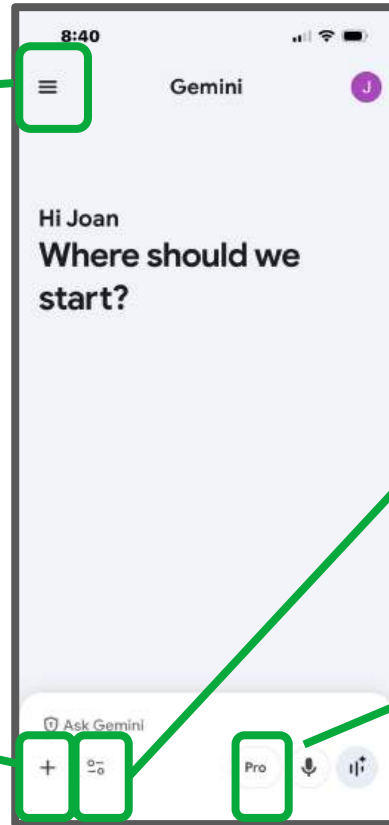 8:40
Gemini
J
Hi Joan
Where should we
start?
Ask Gemini
Pro